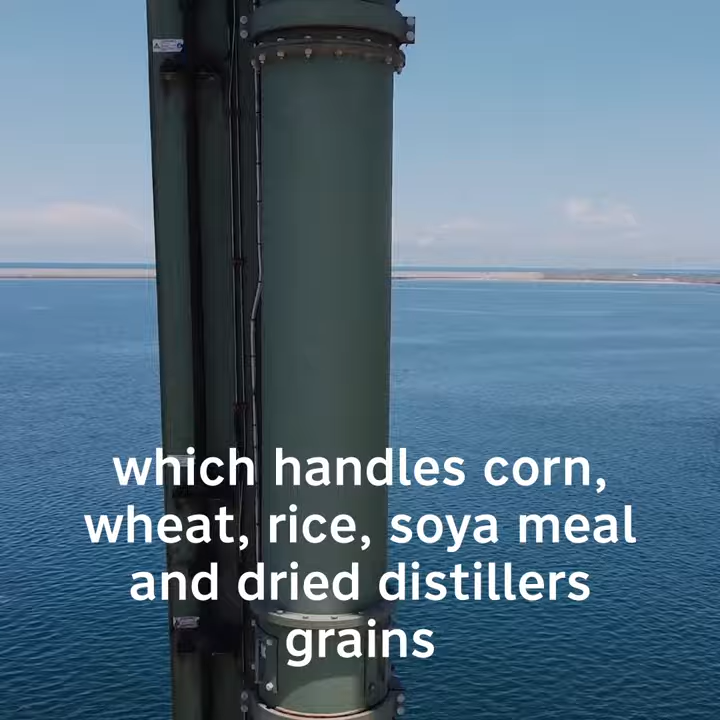 which handles corn,
wheat, rice, soya meal
and dried distillers
grains